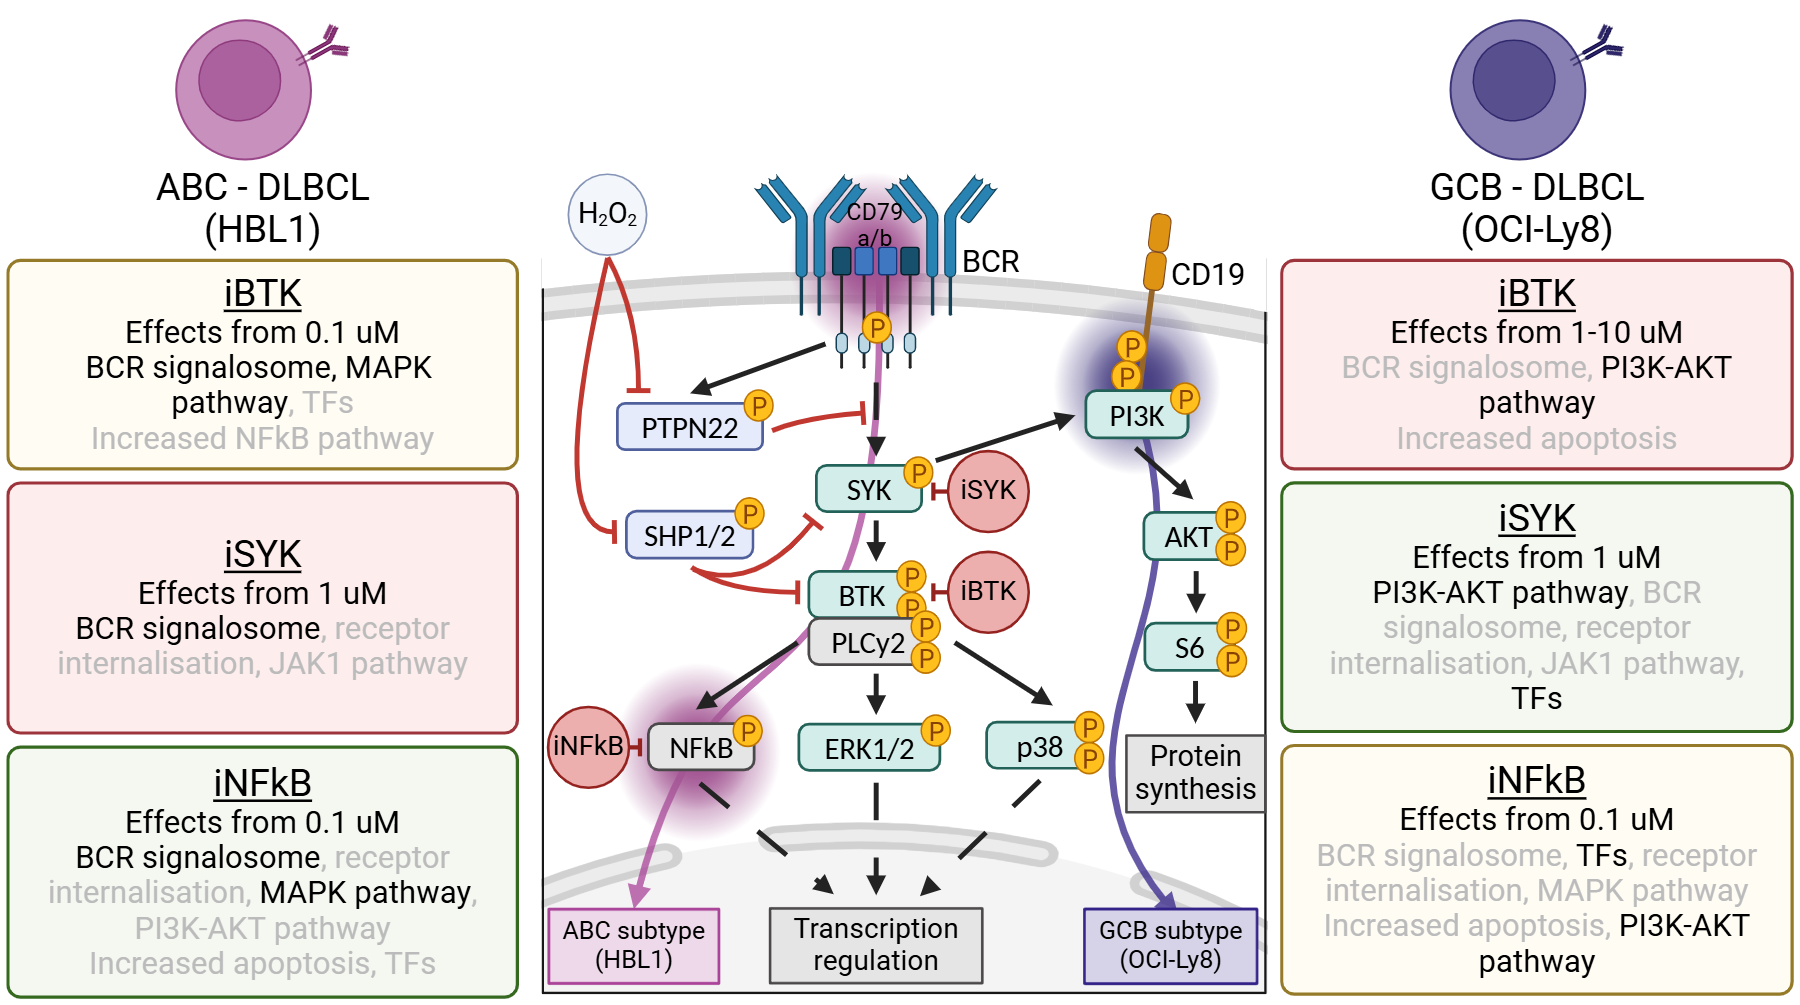 ABC - DLBCL
(HBL1)
iBTK
Effects from 0.1 uM
BCR signalosome, MAPK
pathway, TFs
Increased NFkB pathway
iSYK
Effects from 1 uM
BCR signalosome, receptor
internalisation, JAK1 pathway
iNFkB
Effects from 0.1 uM
BCR signalosome, receptor
internalisation, MAPK pathway,
PI3K-AKT pathway
Increased apoptosis, TFs
H₂O₂
CD79
a/b
BCR
CD19
P
P
P
PTPN22
P
PI3K
P
SYK
P
iSYK
SHP1/2
P
AKT
P
P
BTK
P
P
iBTK
PLCy2
P
P
S6
P
P
iNFkB
NFkB
P
ERK1/2
P
p38
P
P
Protein
synthesis
ABC subtype
(HBL1)
Transcription
regulation
GCB subtype
(OCI-Ly8)
GCB - DLBCL
(OCI-Ly8)
iBTK
Effects from 1-10 uM
BCR signalosome, PI3K-AKT
pathway
Increased apoptosis
iSYK
Effects from 1 uM
PI3K-AKT pathway, BCR
signalosome, receptor
internalisation, JAK1 pathway,
TFs
iNFkB
Effects from 0.1 uM
BCR signalosome, TFs, receptor
internalisation, MAPK pathway
Increased apoptosis, PI3K-AKT
pathway